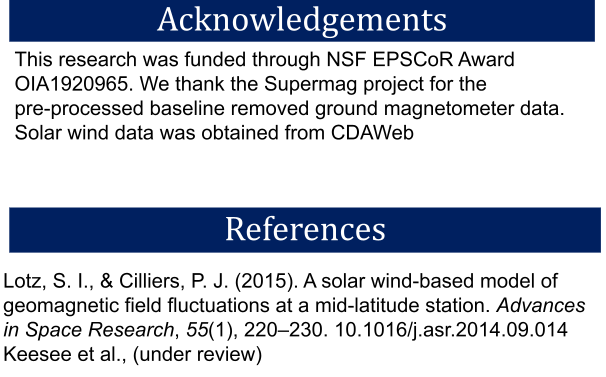 Acknowledgements
This research was funded through NSF EPSCoR Award
OIA1920965. We thank the Supermag project for the
pre-processed baseline removed ground magnetometer data.
Solar wind data was obtained from CDAWeb
References
Lotz, S. I., & Cilliers, P. J. (2015). A solar wind-based model of
geomagnetic field fluctuations at a mid-latitude station. Advances
in Space Research, 55(1), 220–230. 10.1016/j.asr.2014.09.014
Keesee et al., (under review)